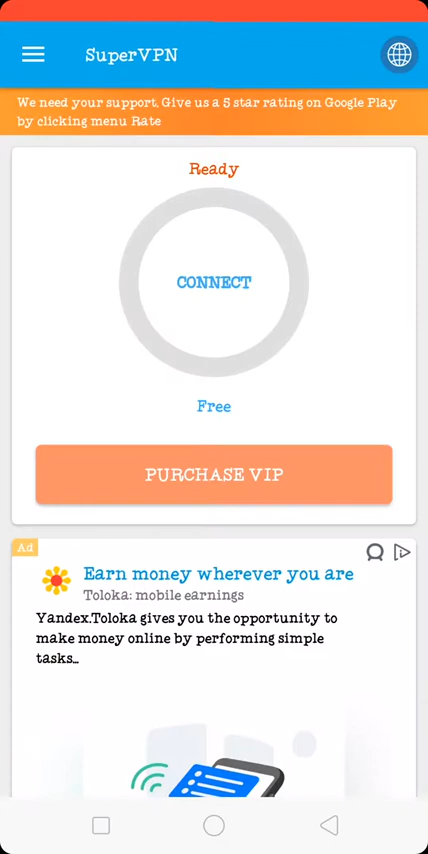 SuperVPN
We need your support, Give us a 5 star rating on Google Play
by clicking menu Rate
Ready
CONNECT
Free
PURCHASE VIP
Ad
Earn money wherever you are
Toloka: mobile earnings
Yandex.Toloka gives you the opportunity to
make money online by performing simple
tasks...